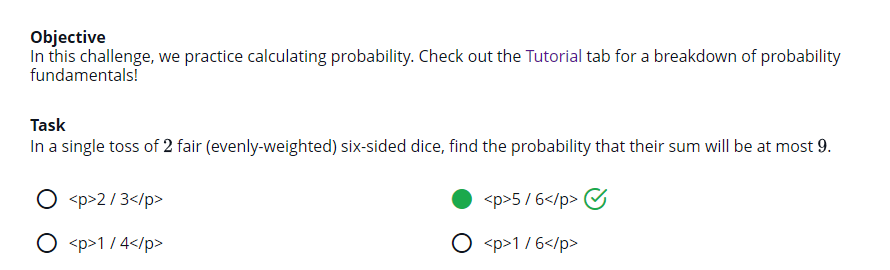 Objective
In this challenge, we practice calculating probability. Check out the Tutorial tab for a breakdown of probability
fundamentals!
Task
In a single toss of 2 fair (evenly-weighted) six-sided dice, find the probability that their sum will be at most 9.
<p>2 / 3</p>
<p>5 / 6</p>
<p>1 / 4</p>
<p>1 / 6</p>